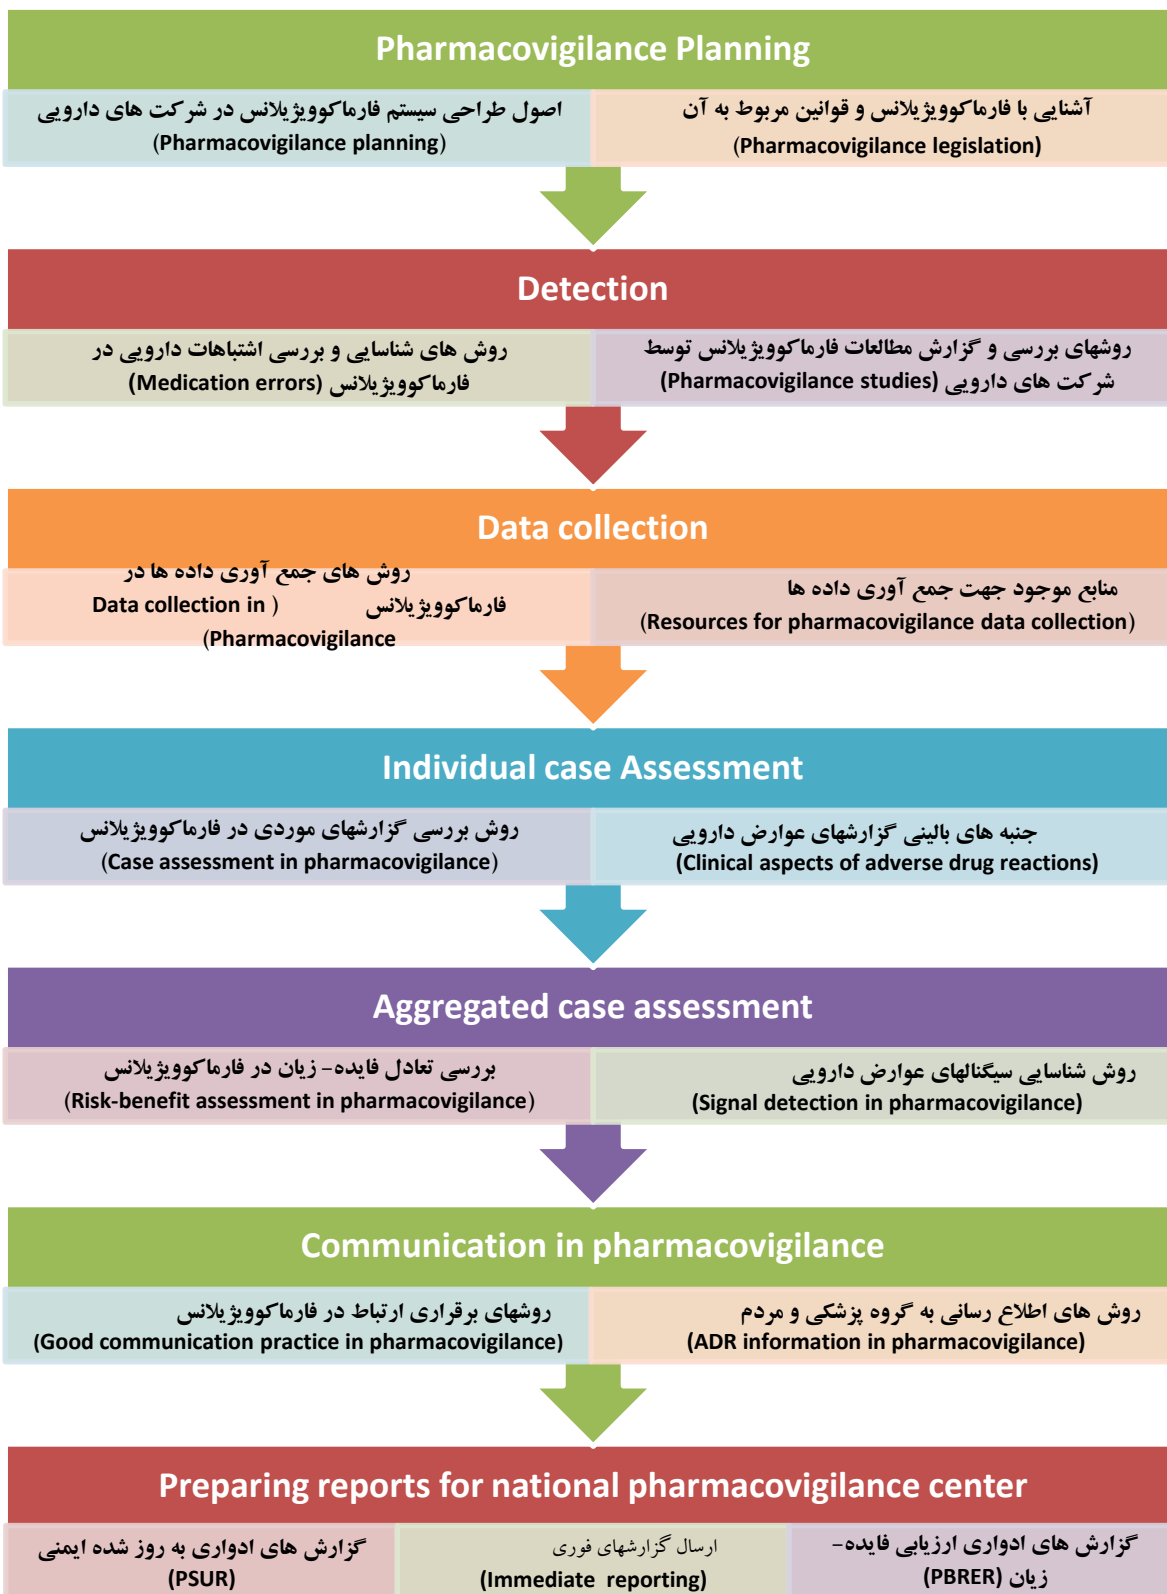 Pharmacovigilance Planning
آشنایی با فارماکوویژیلانس و قوانین مربوط به آن
(Pharmacovigilance legislation)
اصول طراحی سیستم فارماکوویژیلانس در شرکت های دارویی
(Pharmacovigilance planning)
Detection
روشهای بررسی و گزارش مطالعات فارماکوویژیلانس توسط
شرکت های دارویی (Pharmacovigilance studies)
روش های شناسایی و بررسی اشتباهات دارویی در
فارماکوویژیلانس (Medication errors)
Data collection
منابع موجود جهت جمع آوری داده ها
(Resources for pharmacovigilance data collection)
روش های جمع آوری داده ها در
فارماکوویژیلانس (Data collection in
Pharmacovigilance)
Individual case Assessment
جنبه های بالینی گزارشهای عوارض دارویی
(Clinical aspects of adverse drug reactions)
روش بررسی گزارشهای موردی در فارماکوویژیلانس
(Case assessment in pharmacovigilance)
Aggregated case assessment
روش شناسایی سیگنالهای عوارض دارویی
(Signal detection in pharmacovigilance)
بررسی تعادل فایده- زیان در فارماکوویژیلانس
(Risk-benefit assessment in pharmacovigilance)
Communication in pharmacovigilance
روش های اطلاع رسانی به گروه پزشکی و مردم
(ADR information in pharmacovigilance)
روشهای برقراری ارتباط در فارماکوویژیلانس
(Good communication practice in pharmacovigilance)
Preparing reports for national pharmacovigilance center
گزارش های ادواری ارزیابی فایده-
زیان (PBRER)
ارسال گزارشهای فوری
(Immediate reporting)
گزارش های ادواری به روز شده ایمنی
(PSUR)